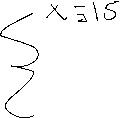 { x = 15